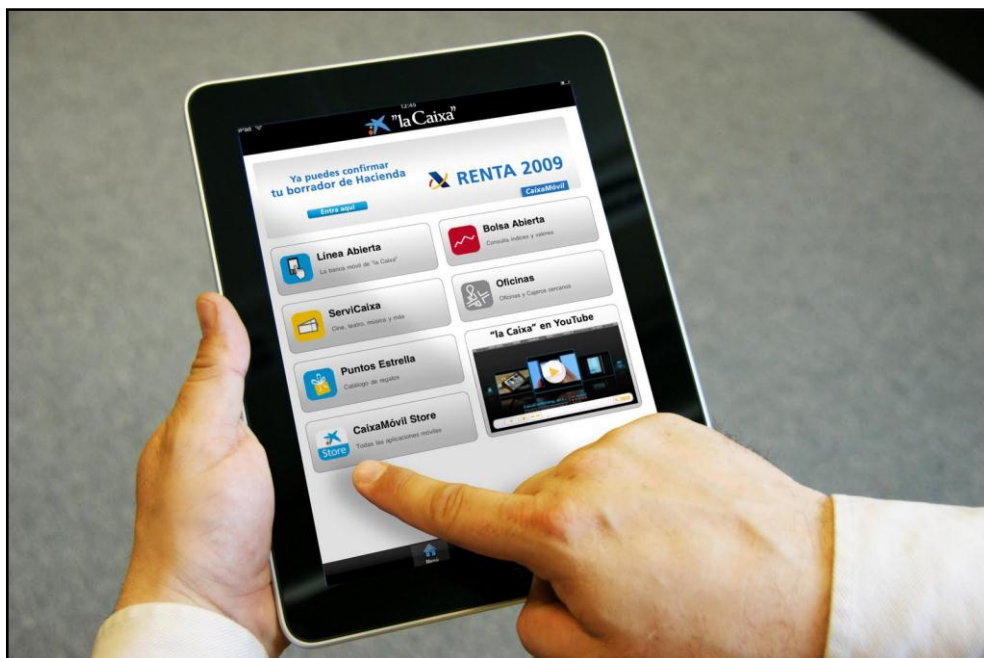 iPad
12:45
"la Caixa"
Ya puedes confirmar
tu borrador de Hacienda
Entra aquí
RENTA 2009
CaixaMóvil
Línea Abierta
La banca móvil de "la Caixa"
Bolsa Abierta
Consulta índices y valores
ServiCaixa
Cine, teatro, música y más
Oficinas
Oficinas y Cajeros cercanos
Puntos Estrella
Catálogo de regalos
"la Caixa" en YouTube
CaixaMóvil Store
Todas las aplicaciones móviles
Store
Menú